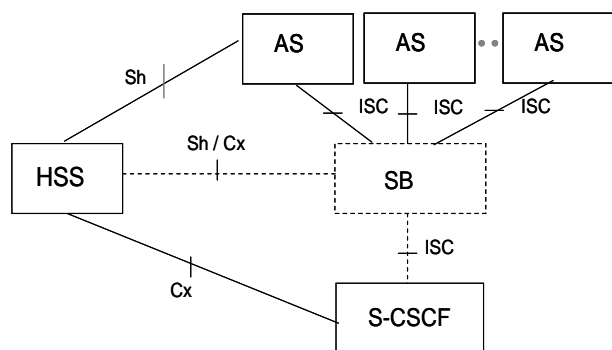 AS
AS
AS
Sh
ISC
ISC
ISC
Sh / Cx
HSS
SB
ISC
Cx
S-CSCF